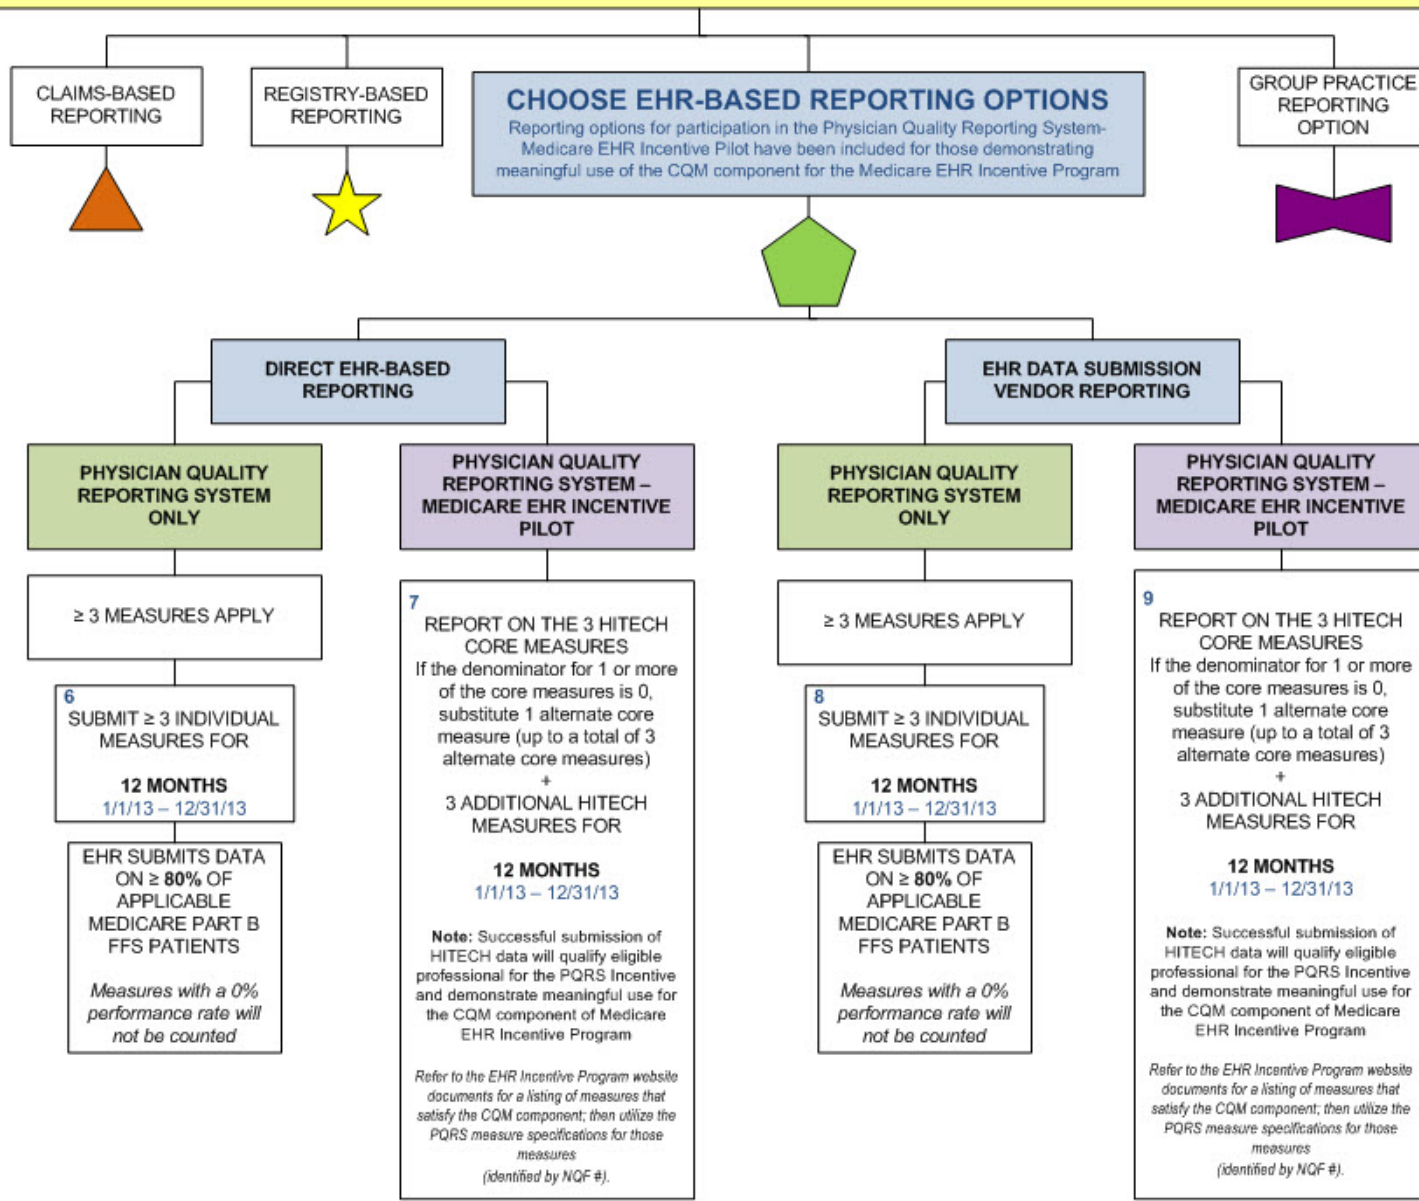 CLAIMS-BASED
REPORTING
REGISTRY-BASED
REPORTING
CHOOSE EHR-BASED REPORTING OPTIONS
Reporting options for participation in the Physician Quality Reporting System-
Medicare EHR Incentive Pilot have been included for those demonstrating
meaningful use of the CQM component for the Medicare EHR Incentive Program
GROUP PRACTICE
REPORTING
OPTION
DIRECT EHR-BASED
REPORTING
EHR DATA SUBMISSION
VENDOR REPORTING
PHYSICIAN QUALITY
REPORTING SYSTEM
ONLY
PHYSICIAN QUALITY
REPORTING SYSTEM –
MEDICARE EHR INCENTIVE
PILOT
PHYSICIAN QUALITY
REPORTING SYSTEM
ONLY
PHYSICIAN QUALITY
REPORTING SYSTEM –
MEDICARE EHR INCENTIVE
PILOT
≥ 3 MEASURES APPLY
6
SUBMIT ≥ 3 INDIVIDUAL
MEASURES FOR
12 MONTHS
1/1/13 – 12/31/13
EHR SUBMITS DATA
ON ≥ 80% OF
APPLICABLE
MEDICARE PART B
FFS PATIENTS
Measures with a 0%
performance rate will
not be counted
7
REPORT ON THE 3 HITECH
CORE MEASURES
If the denominator for 1 or more
of the core measures is 0,
substitute 1 alternate core
measure (up to a total of 3
alternate core measures)
+
3 ADDITIONAL HITECH
MEASURES FOR
12 MONTHS
1/1/13 – 12/31/13
Note: Successful submission of
HITECH data will qualify eligible
professional for the PQRS Incentive
and demonstrate meaningful use for
the CQM component of Medicare
EHR Incentive Program
Refer to the EHR Incentive Program website
documents for a listing of measures that
satisfy the CQM component; then utilize the
PQRS measure specifications for those
measures
(identified by NQF #).
≥ 3 MEASURES APPLY
8
SUBMIT ≥ 3 INDIVIDUAL
MEASURES FOR
12 MONTHS
1/1/13 – 12/31/13
EHR SUBMITS DATA
ON ≥ 80% OF
APPLICABLE
MEDICARE PART B
FFS PATIENTS
Measures with a 0%
performance rate will
not be counted
9
REPORT ON THE 3 HITECH
CORE MEASURES
If the denominator for 1 or more
of the core measures is 0,
substitute 1 alternate core
measure (up to a total of 3
alternate core measures)
+
3 ADDITIONAL HITECH
MEASURES FOR
12 MONTHS
1/1/13 – 12/31/13
Note: Successful submission of
HITECH data will qualify eligible
professional for the PQRS Incentive
and demonstrate meaningful use for
the CQM component of Medicare
EHR Incentive Program
Refer to the EHR Incentive Program website
documents for a listing of measures that
satisfy the CQM component; then utilize the
PQRS measure specifications for those
measures
(identified by NQF #).